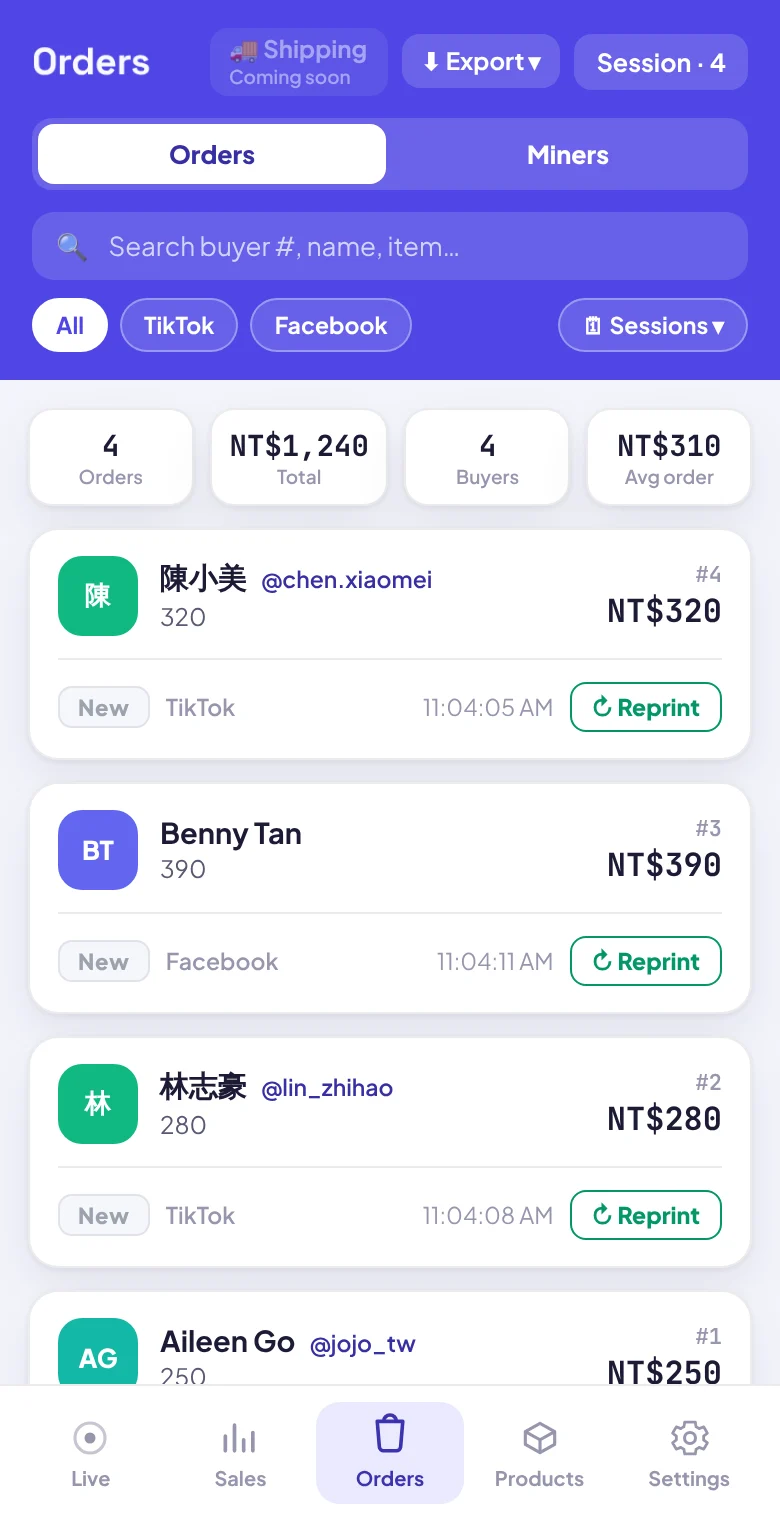 Orders
🚚 Shipping
Coming soon
⬇ Export ▾
Session · 4
Orders
Miners
🔍 Search buyer #, name, item…
All
TikTok
Facebook
🗓 Sessions ▾
4
Orders
NT$1,240
Total
4
Buyers
NT$310
Avg order
陳
陳小美 @chen.xiaomei
320
#4
NT$320
New TikTok 11:04:05 AM ↻ Reprint
BT
Benny Tan
390
#3
NT$390
New Facebook 11:04:11 AM ↻ Reprint
林
林志豪 @lin_zhihao
280
#2
NT$280
New TikTok 11:04:08 AM ↻ Reprint
AG
Aileen Go @jojo_tw
250
#1
NT$250
Live
Sales
Orders
Products
Settings